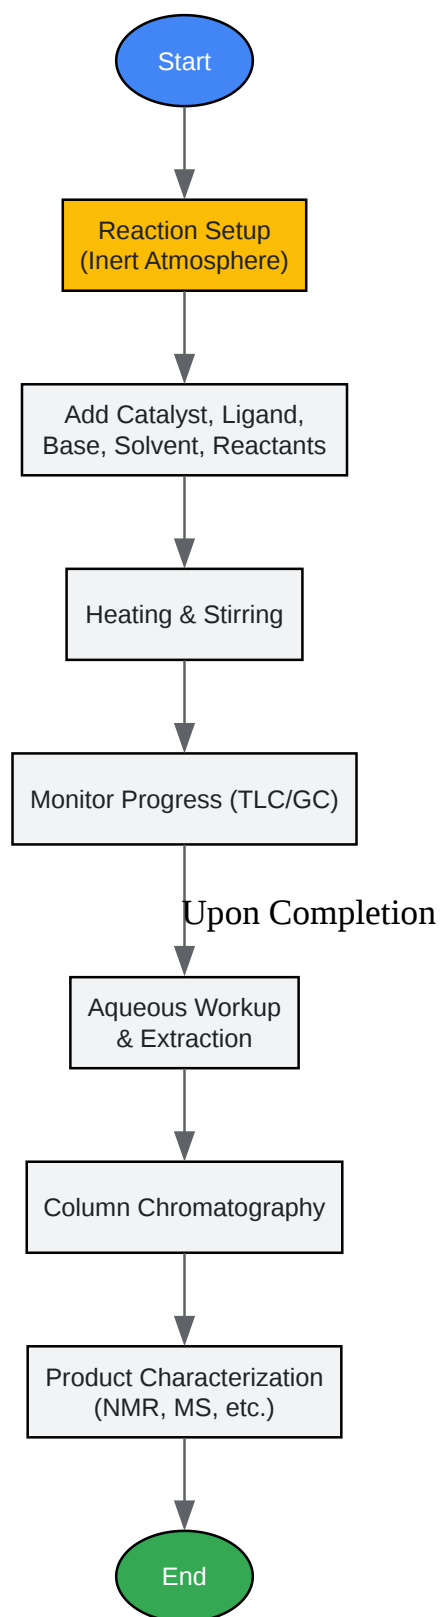 Start
Reaction Setup
(Inert Atmosphere)
Add Catalyst, Ligand,
Base, Solvent, Reactants
Heating & Stirring
Monitor Progress (TLC/GC)
Upon Completion
Aqueous Workup
& Extraction
Column Chromatography
Product Characterization
(NMR, MS, etc.)
End